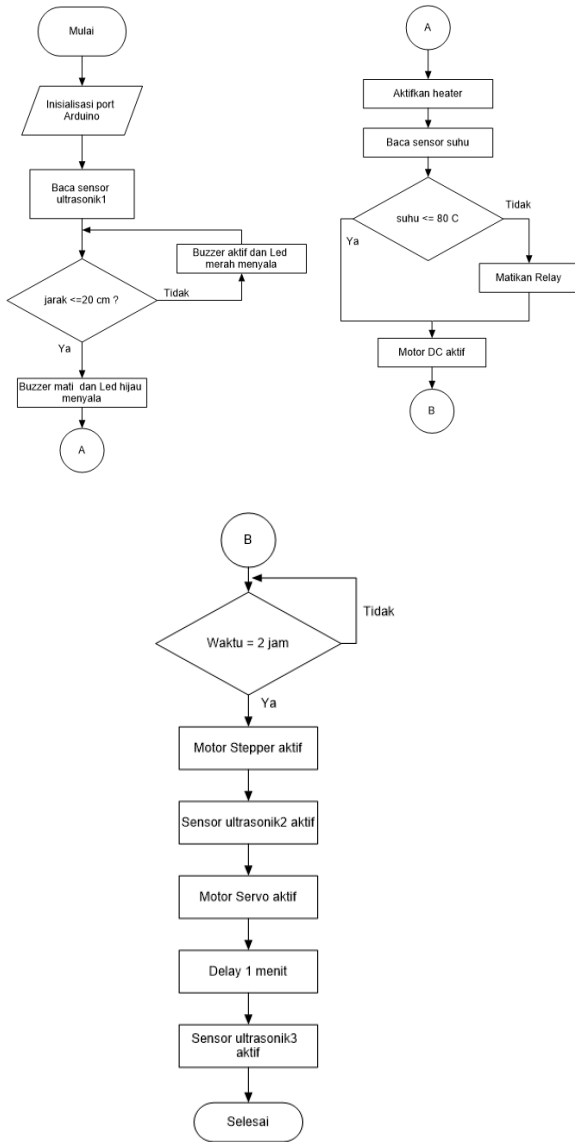 Mulai
Inisialisasi port
Arduino
Baca sensor
ultrasonik1
Buzzer aktif dan Led
merah menyala
jarak <=20 cm ?
Tidak
Ya
Buzzer mati dan Led hijau
menyala
A
A
Aktifkan heater
Baca sensor suhu
suhu <= 80 C
Tidak
Ya
Matikan Relay
Motor DC aktif
B
B
Waktu = 2 jam
Tidak
Ya
Motor Stepper aktif
Sensor ultrasonik2 aktif
Motor Servo aktif
Delay 1 menit
Sensor ultrasonik3
aktif
Selesai